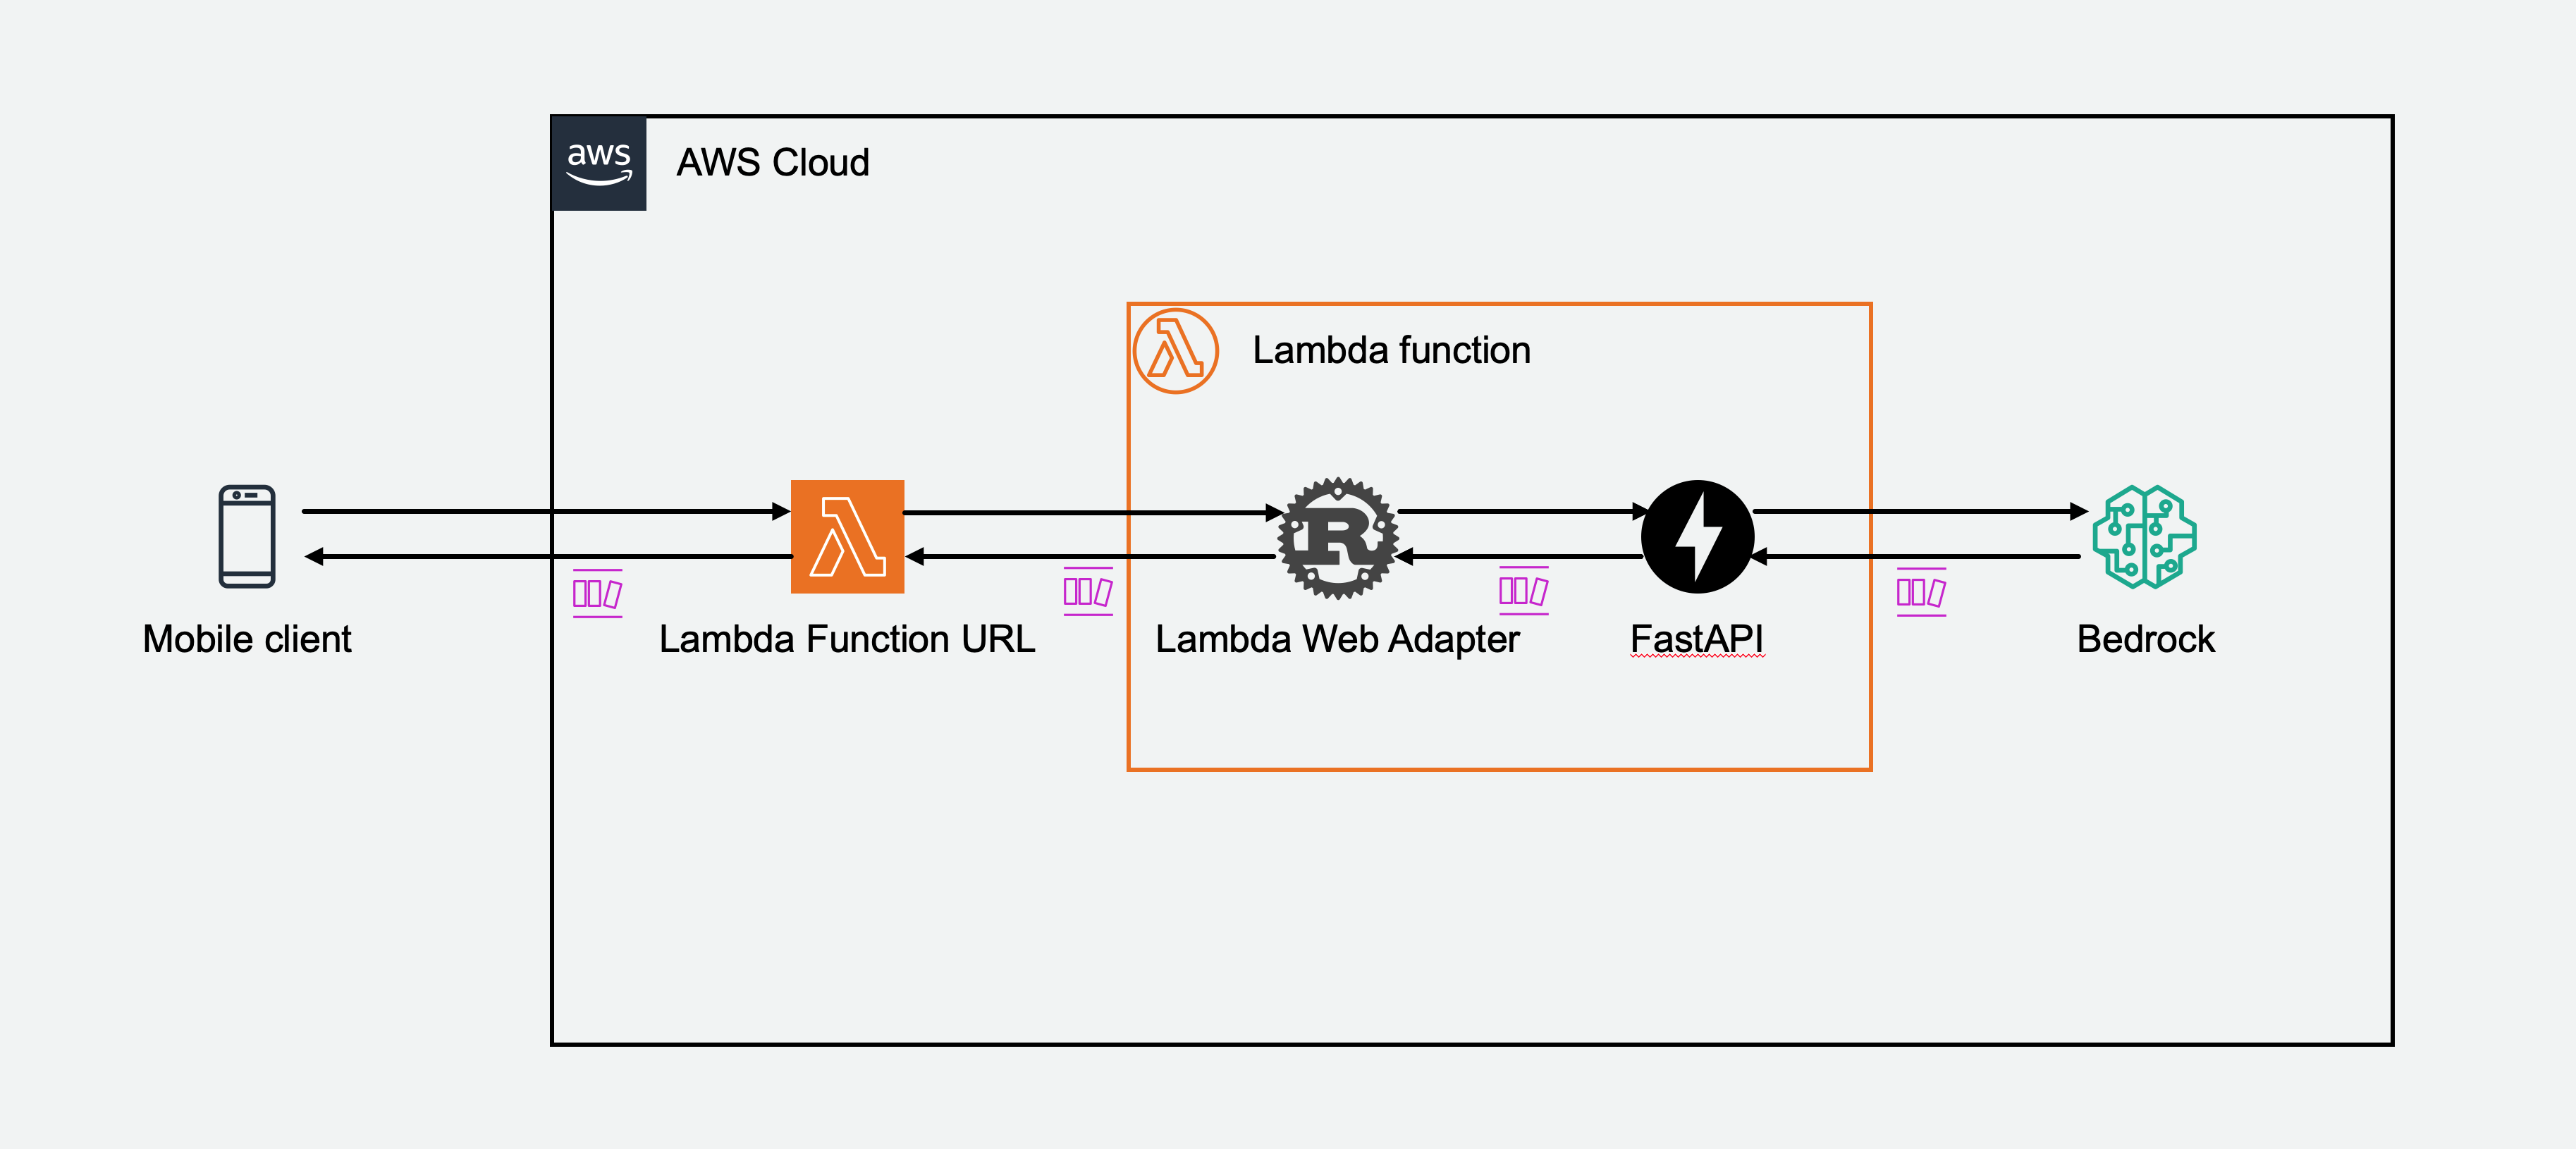 aws
AWS Cloud
Lambda function
Mobile client
Lambda Function URL
Lambda Web Adapter
FastAPI
Bedrock
R